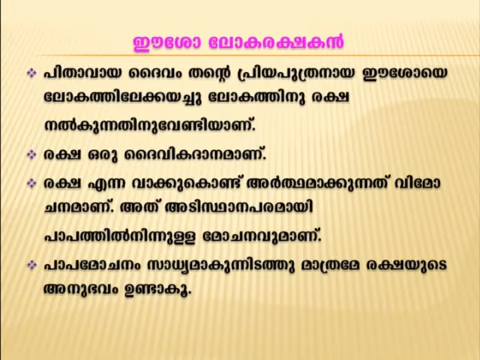 ഈശോ ലോകരക്ഷകൻ
പിതാവായ ദൈവം തന്റെ പ്രിയപുത്രനായ ഈശോയെ
ലോകത്തിലേക്കയച്ചു ലോകത്തിനു രക്ഷ
നൽകുന്നതിനുവേണ്ടിയാണ്.
രക്ഷ ഒരു ദൈവികദാനമാണ്.
രക്ഷ എന്ന വാക്കുകൊണ്ട് അർത്ഥമാക്കുന്നത് വിമോ
ചനമാണ്. അത് അടിസ്ഥാനപരമായി
പാപത്തിൽനിന്നുളള മോചനവുമാണ്.
പാപമോചനം സാധ്യമാകുന്നിടത്തു മാത്രമേ രക്ഷയുടെ
അനുഭവം ഉണ്ടാകൂ.